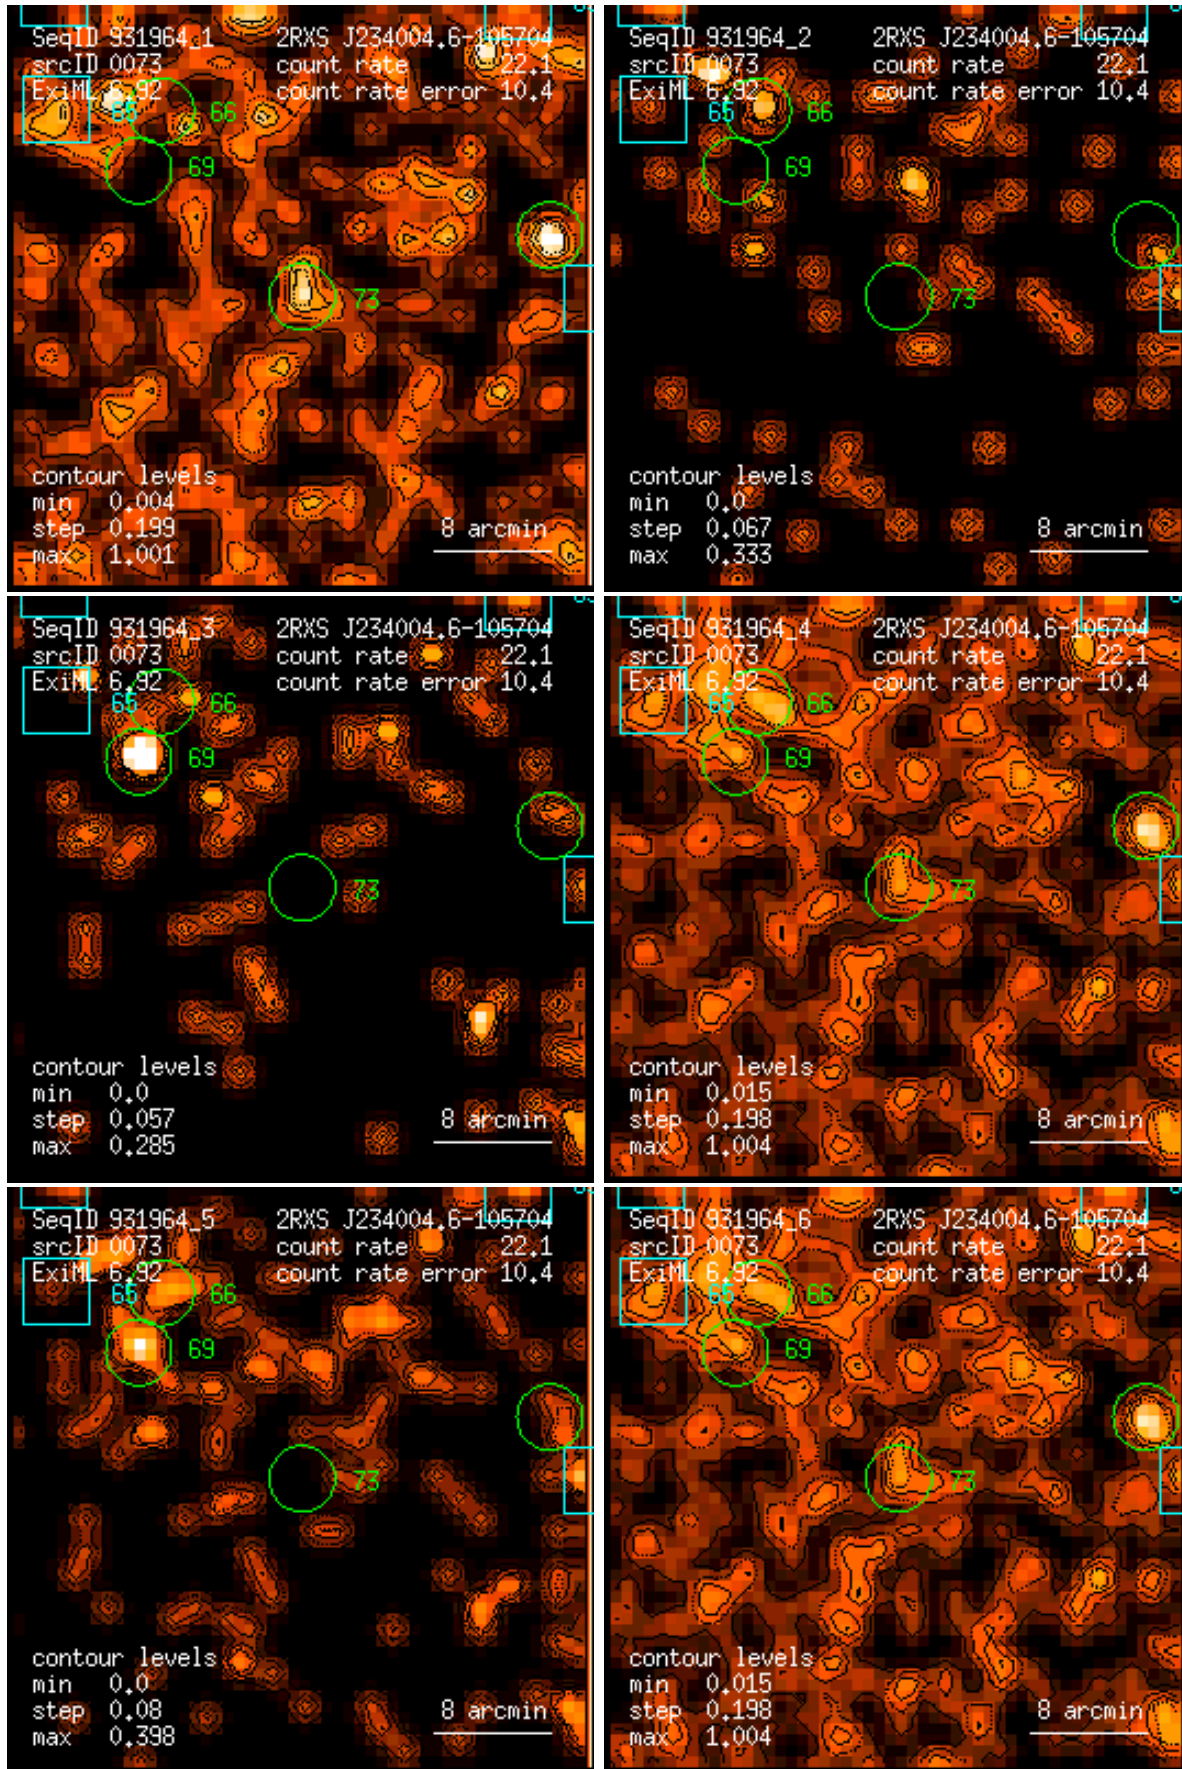 SeqID 931964_1 2RXS J234004.6-105704
srcID 0073 count rate 22.1
ExiML 6.92 count rate error 10.4
65 66
69
73
contour levels
min 0.004
step 0.199
max 1.001
8 arcmin
SeqID 931964_2 2RXS J234004.6-105704
srcID 0073 count rate 22.1
ExiML 6.92 count rate error 10.4
65 66
69
73
contour levels
min 0.0
step 0.067
max 0.333
8 arcmin
SeqID 931964_3 2RXS J234004.6-105704
srcID 0073 count rate 22.1
ExiML 6.92 count rate error 10.4
65 66
69
73
contour levels
min 0.0
step 0.057
max 0.285
8 arcmin
SeqID 931964_4 2RXS J234004.6-105704
srcID 0073 count rate 22.1
ExiML 6.92 count rate error 10.4
65 66
69
73
contour levels
min 0.015
step 0.198
max 1.004
8 arcmin
SeqID 931964_5 2RXS J234004.6-105704
srcID 0073 count rate 22.1
ExiML 6.92 count rate error 10.4
65 66
69
73
contour levels
min 0.0
step 0.08
max 0.398
8 arcmin
SeqID 931964_6 2RXS J234004.6-105704
srcID 0073 count rate 22.1
ExiML 6.92 count rate error 10.4
65 66
69
73
contour levels
min 0.015
step 0.198
max 1.004
8 arcmin